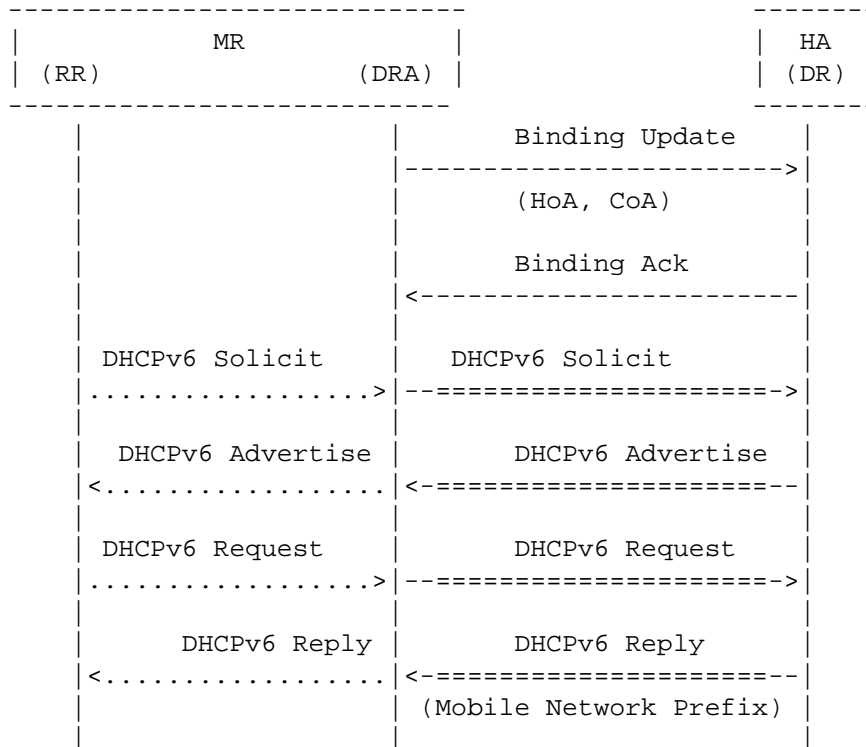 MR HA
(RR) (DRA) (DR)
Binding Update
(HoA, CoA)
Binding Ack
DHCPv6 Solicit DHCPv6 Solicit
DHCPv6 Advertise DHCPv6 Advertise
DHCPv6 Request DHCPv6 Request
DHCPv6 Reply DHCPv6 Reply
(Mobile Network Prefix)